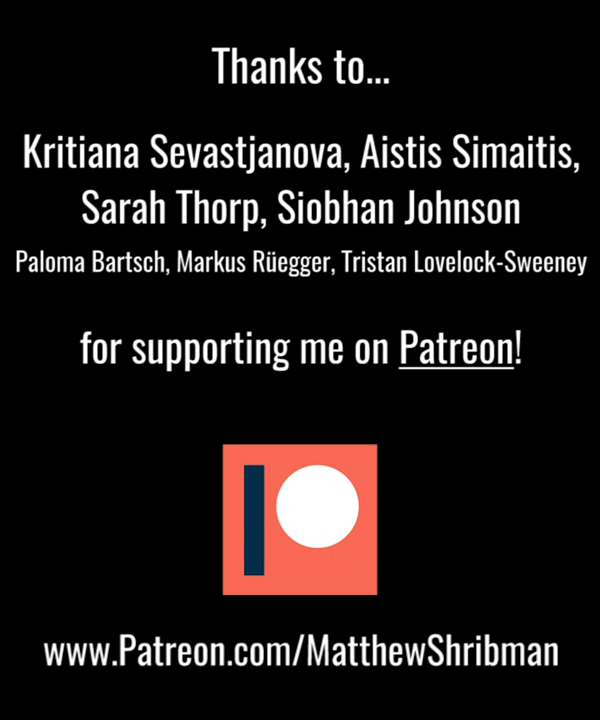 Thanks to...
Kritiana Sevastjanova, Aistis Simaitis,
Sarah Thorp, Siobhan Johnson
Paloma Bartsch, Markus Rüegger, Tristan Lovelock-Sweeney
for supporting me on Patreon!
www.Patreon.com/MatthewShribman